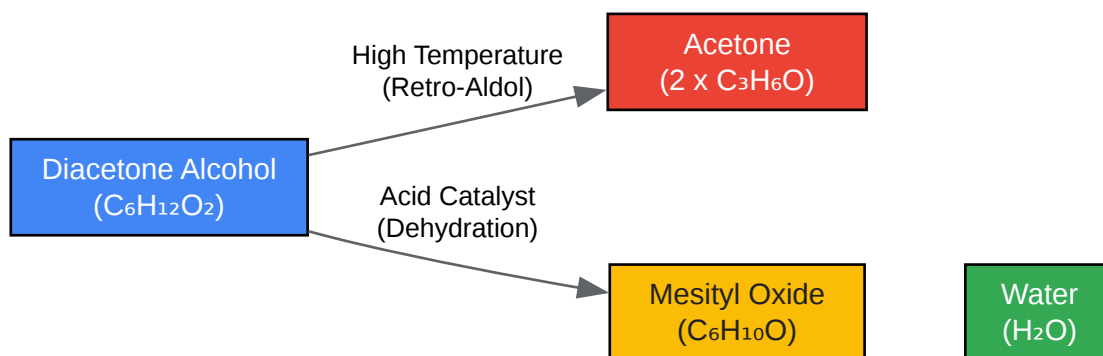 High Temperature
(Retro-Aldol)
Acetone
(2 x C₃H₆O)
Diacetone Alcohol
(C₆H₁₂O₂)
Acid Catalyst
(Dehydration)
Mesityl Oxide
(C₆H₁₀O)
Water
(H₂O)